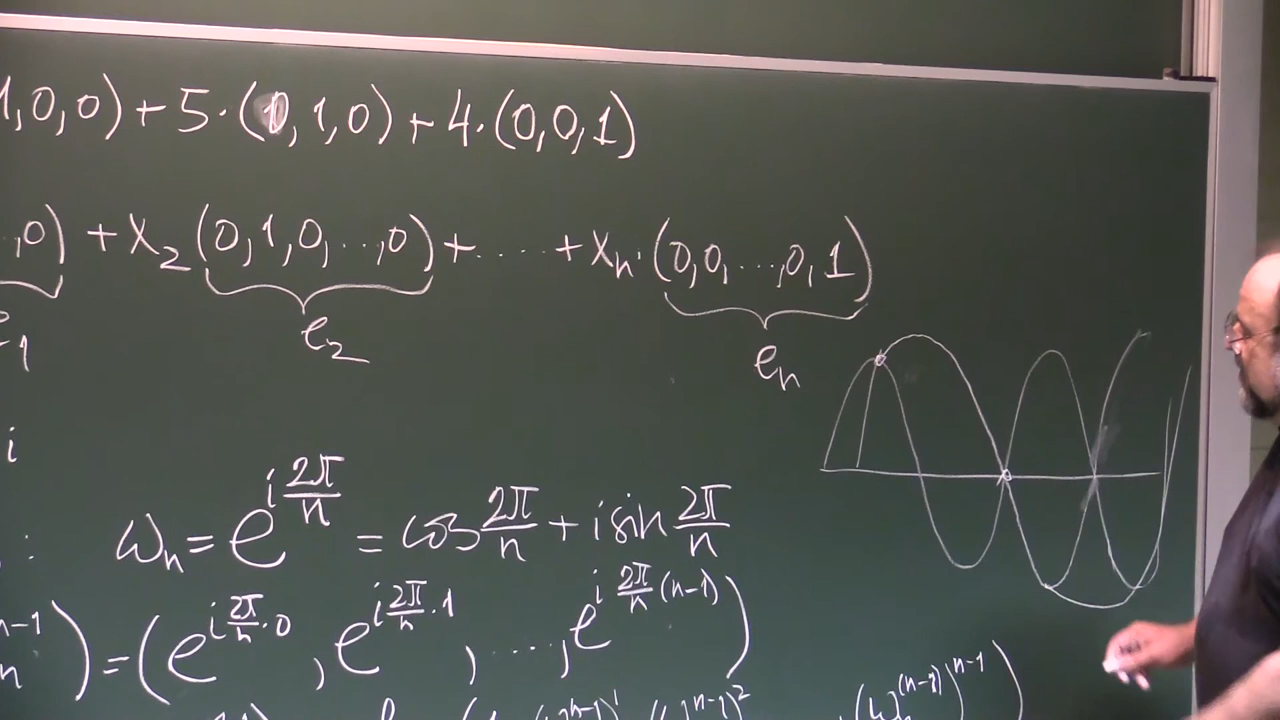 1,0,0)+5·(0,1,0)+4·(0,0,1)
..,0) +x₂(0,1,0,...,0)+....+xₙ·(0,0,...,0,1)
e₁ e₂ eₙ
i
: ωₙ=e^{i 2π/n}=cos 2π/n + i sin 2π/n
n-1 n)=(e^{i 2π/n·0}, e^{i 2π/n·1},....,e^{i 2π/n (n-1)})